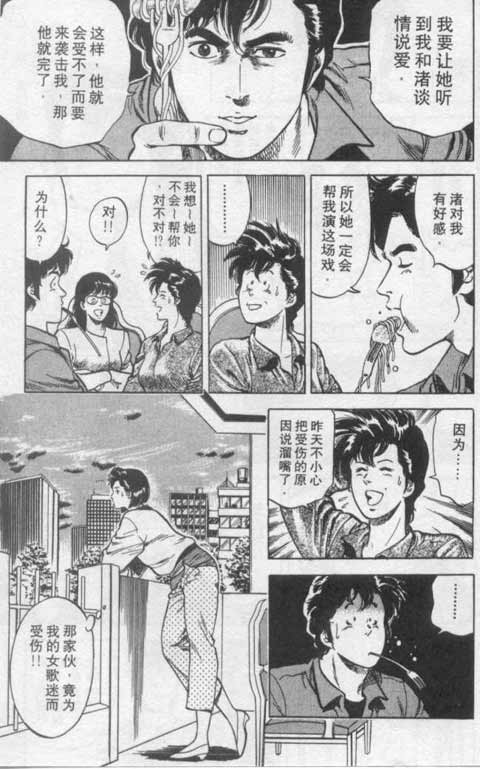 我要让她听
到我和渚谈
情说爱．
这样，他就
会受不了而要
来袭击我，那
他就完了．
渚对我
有好感．
所以她一定会
帮我演这场戏．
………
我想~她~
不会~帮你
，对不对!?
对!!
为什么？
因为……
昨天不小心
把受伤的原
因说溜嘴了．
………
那家伙，竟为
我的女歌迷而
受伤!!